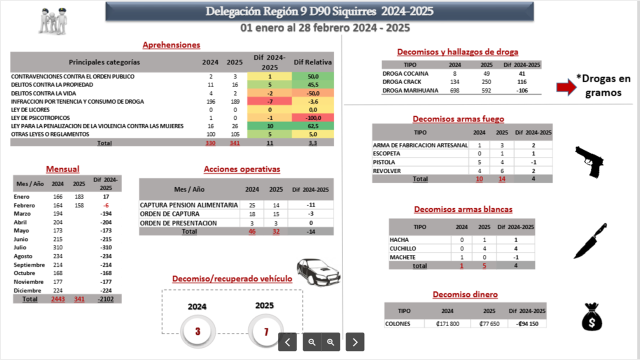 Delegación Región 9 D90 Siquirres 2024-2025
01 enero al 28 febrero 2024 - 2025
Aprehensiones
Principales categorías 2024 2025 Dif 2024-2025 Dif Relativa
CONTRAVENCIONES CONTRA EL ORDEN PUBLICO 2 3 1 50,0
DELITOS CONTRA LA PROPIEDAD 11 16 5 45,5
DELITOS CONTRA LA VIDA 4 2 -2 -50,0
INFRACCION POR TENENCIA Y CONSUMO DE DROGA 196 189 -7 -3,6
LEY DE LICORES 0 0 0 0,0
LEY DE PSICOTROPICOS 1 0 -1 -100,0
LEY PARA LA PENALIZACION DE LA VIOLENCIA CONTRA LAS MUJERES 16 26 10 62,5
OTRAS LEYES O REGLAMENTOS 100 105 5 5,0
Total 330 341 11 3,3
Mensual
Mes / Año 2024 2025 Dif 2024-2025
Enero 166 183 17
Febrero 164 158 -6
Marzo 194 -194
Abril 204 -204
Mayo 173 -173
Junio 215 -215
Julio 310 -310
Agosto 234 -234
Septiembre 214 -214
Octubre 168 -168
Noviembre 177 -177
Diciembre 224 -224
Total 2443 341 -2102
Acciones operativas
Mes / Año 2024 2025 Dif 2024-2025
CAPTURA PENSION ALIMENTARIA 25 14 -11
ORDEN DE CAPTURA 18 15 -3
ORDEN DE PRESENTACION 3 3 0
Total 46 32 -14
Decomiso/recuperado vehículo
2024 2025
3 7
Decomisos y hallazgos de droga
TIPO 2024 2025 Dif 2024-2025
DROGA COCAINA 8 49 41
DROGA CRACK 134 250 116
DROGA MARIHUANA 698 592 -106
*Drogas en
gramos
Decomisos armas fuego
TIPO 2024 2025 Dif 2024-2025
ARMA DE FABRICACION ARTESANAL 1 3 2
ESCOPETA 0 1 1
PISTOLA 5 4 -1
REVOLVER 4 6 2
Total 10 14 4
Decomisos armas blancas
TIPO 2024 2025 Dif 2024-2025
HACHA 0 1 1
CUCHILLO 0 4 4
MACHETE 1 0 -1
Total 1 5 4
Decomiso dinero
TIPO 2024 2025 Dif 2024-2025
COLONES ₡171 800 ₡77 650 -₡94 150
$